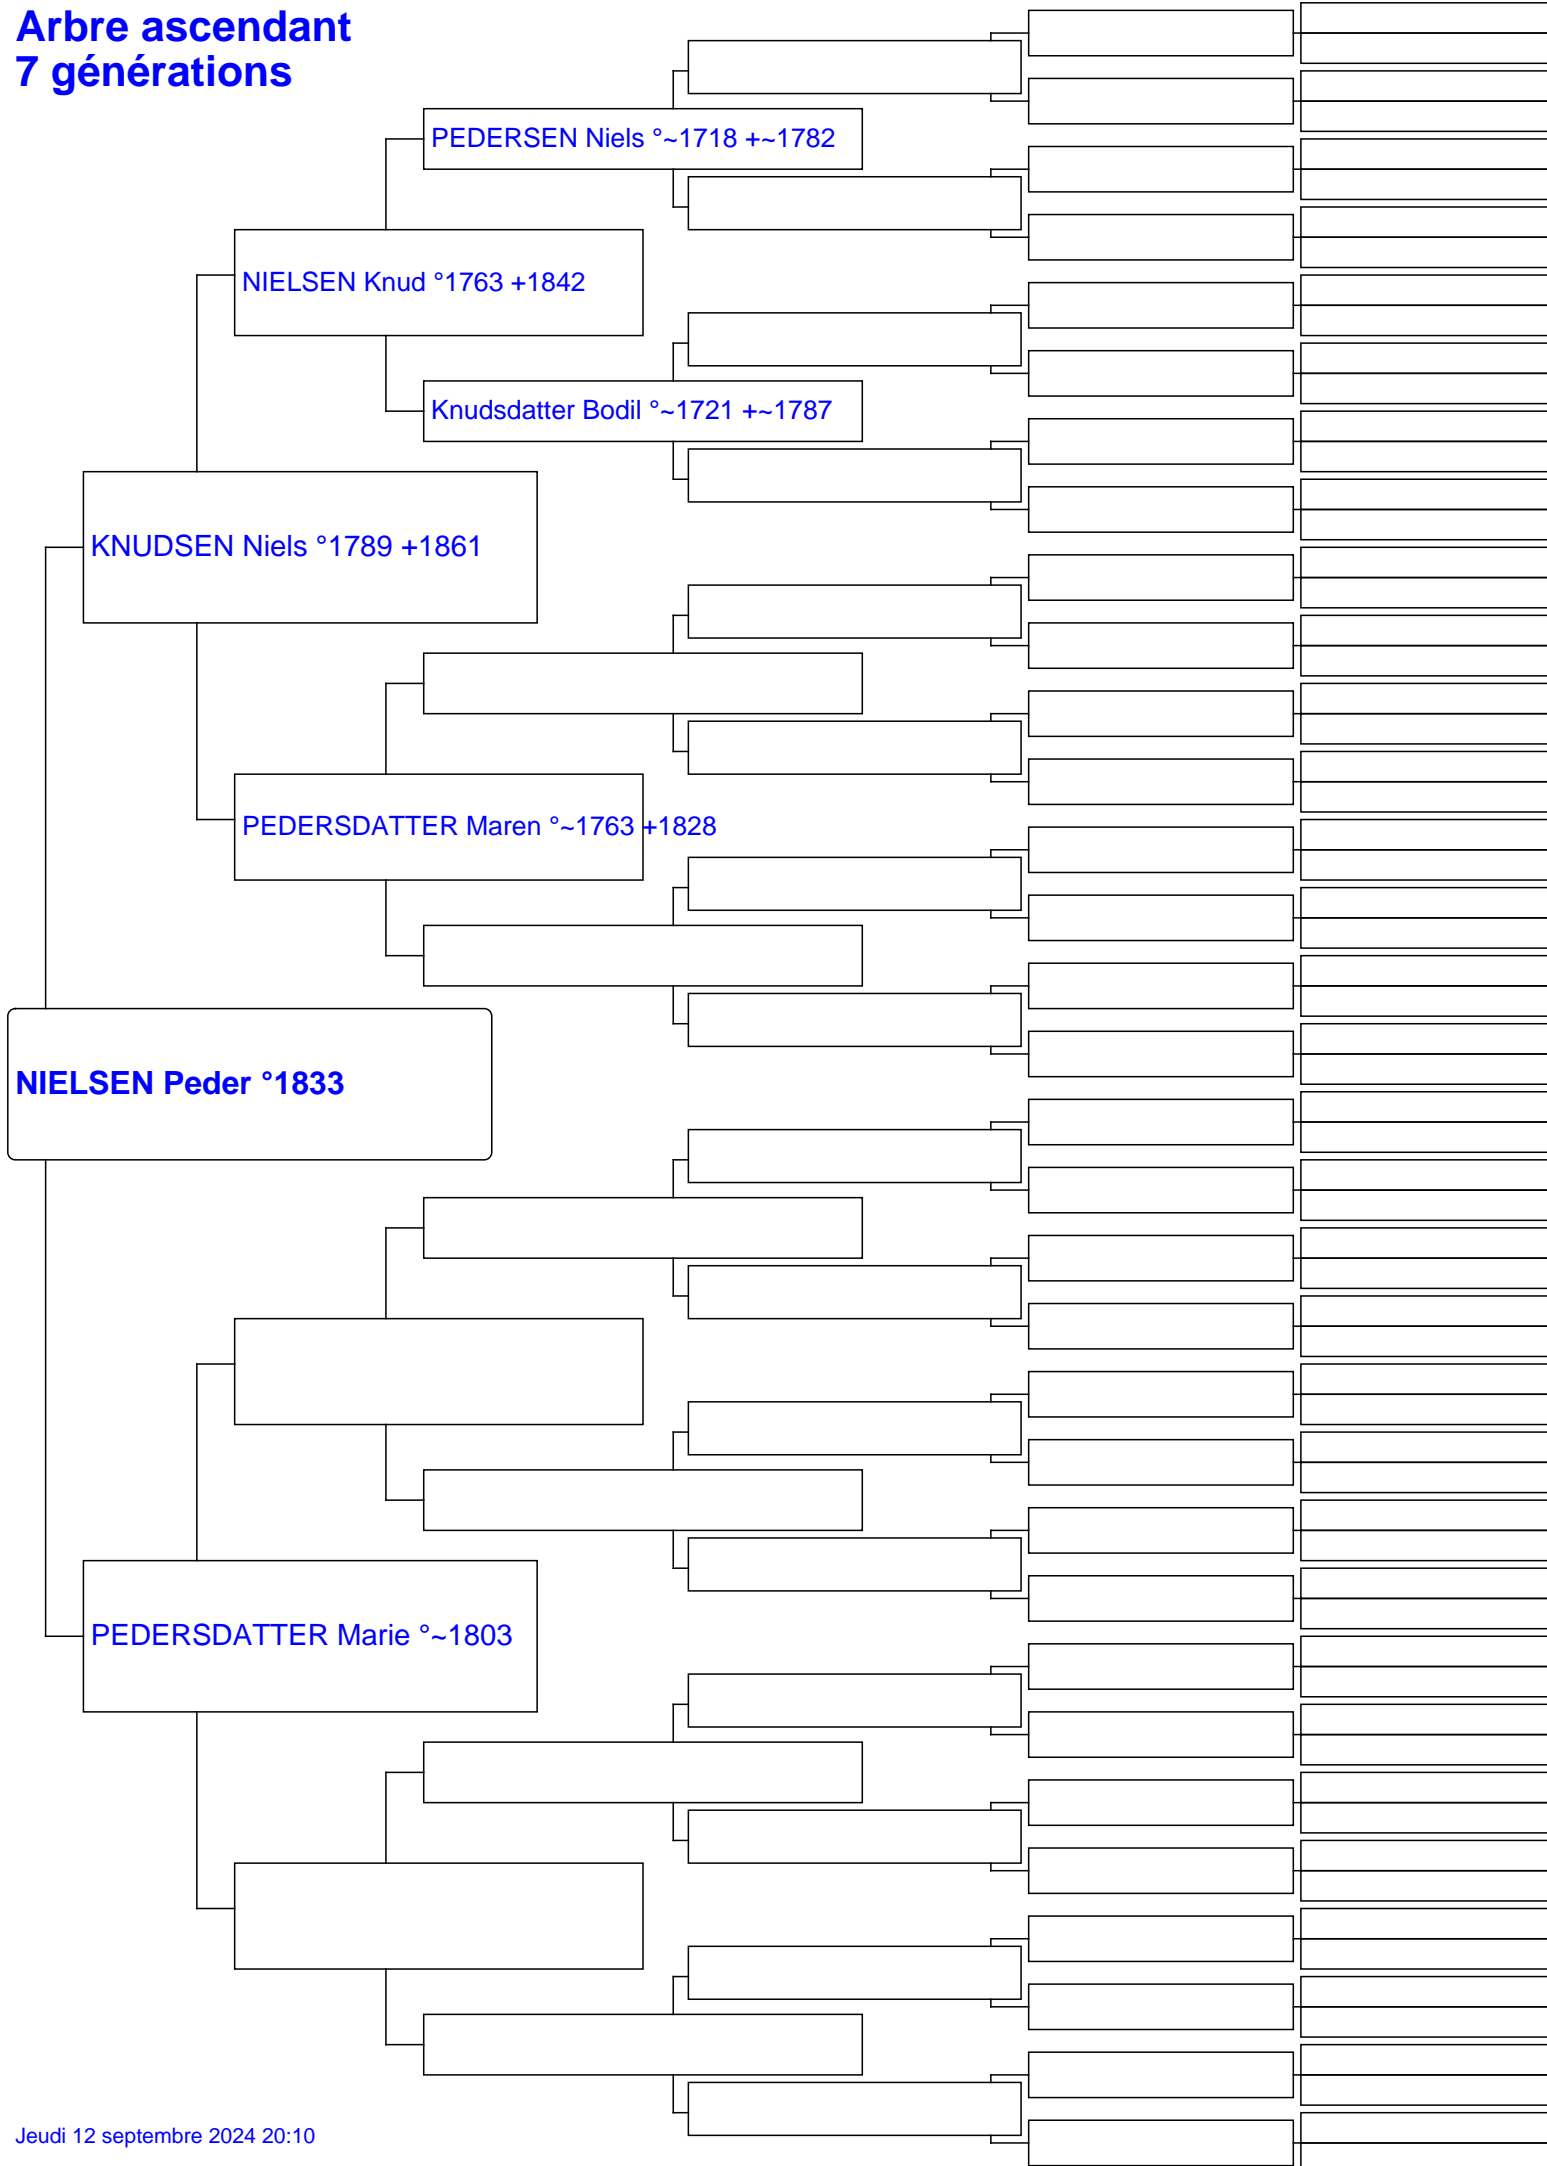 Arbre ascendant
7 générations
PEDERSEN Niels °~1718 +~1782
NIELSEN Knud °1763 +1842
Knudsdatter Bodil °~1721 +~1787
KNUDSEN Niels °1789 +1861
PEDERSDATTER Maren °~1763 +1828
NIELSEN Peder °1833
PEDERSDATTER Marie °~1803
Jeudi 12 septembre 2024 20:10